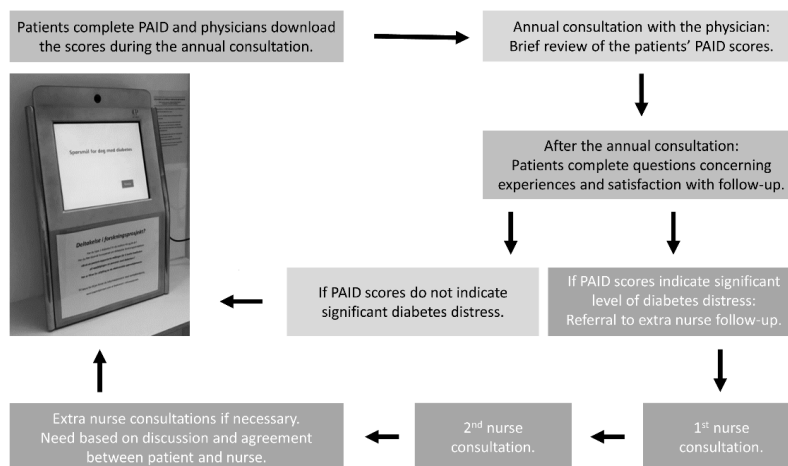 Patients complete PAID and physicians download
the scores during the annual consultation.
Annual consultation with the physician:
Brief review of the patients' PAID scores.
After the annual consultation:
Patients complete questions concerning
experiences and satisfaction with follow-up.
Spørsmål for deg med diabetes
Deltakelse i forskningsprosjekt?
If PAID scores do not indicate
significant diabetes distress.
If PAID scores indicate significant
level of diabetes distress:
Referral to extra nurse follow-up.
1st nurse
consultation.
2nd nurse
consultation.
Extra nurse consultations if necessary.
Need based on discussion and agreement
between patient and nurse.